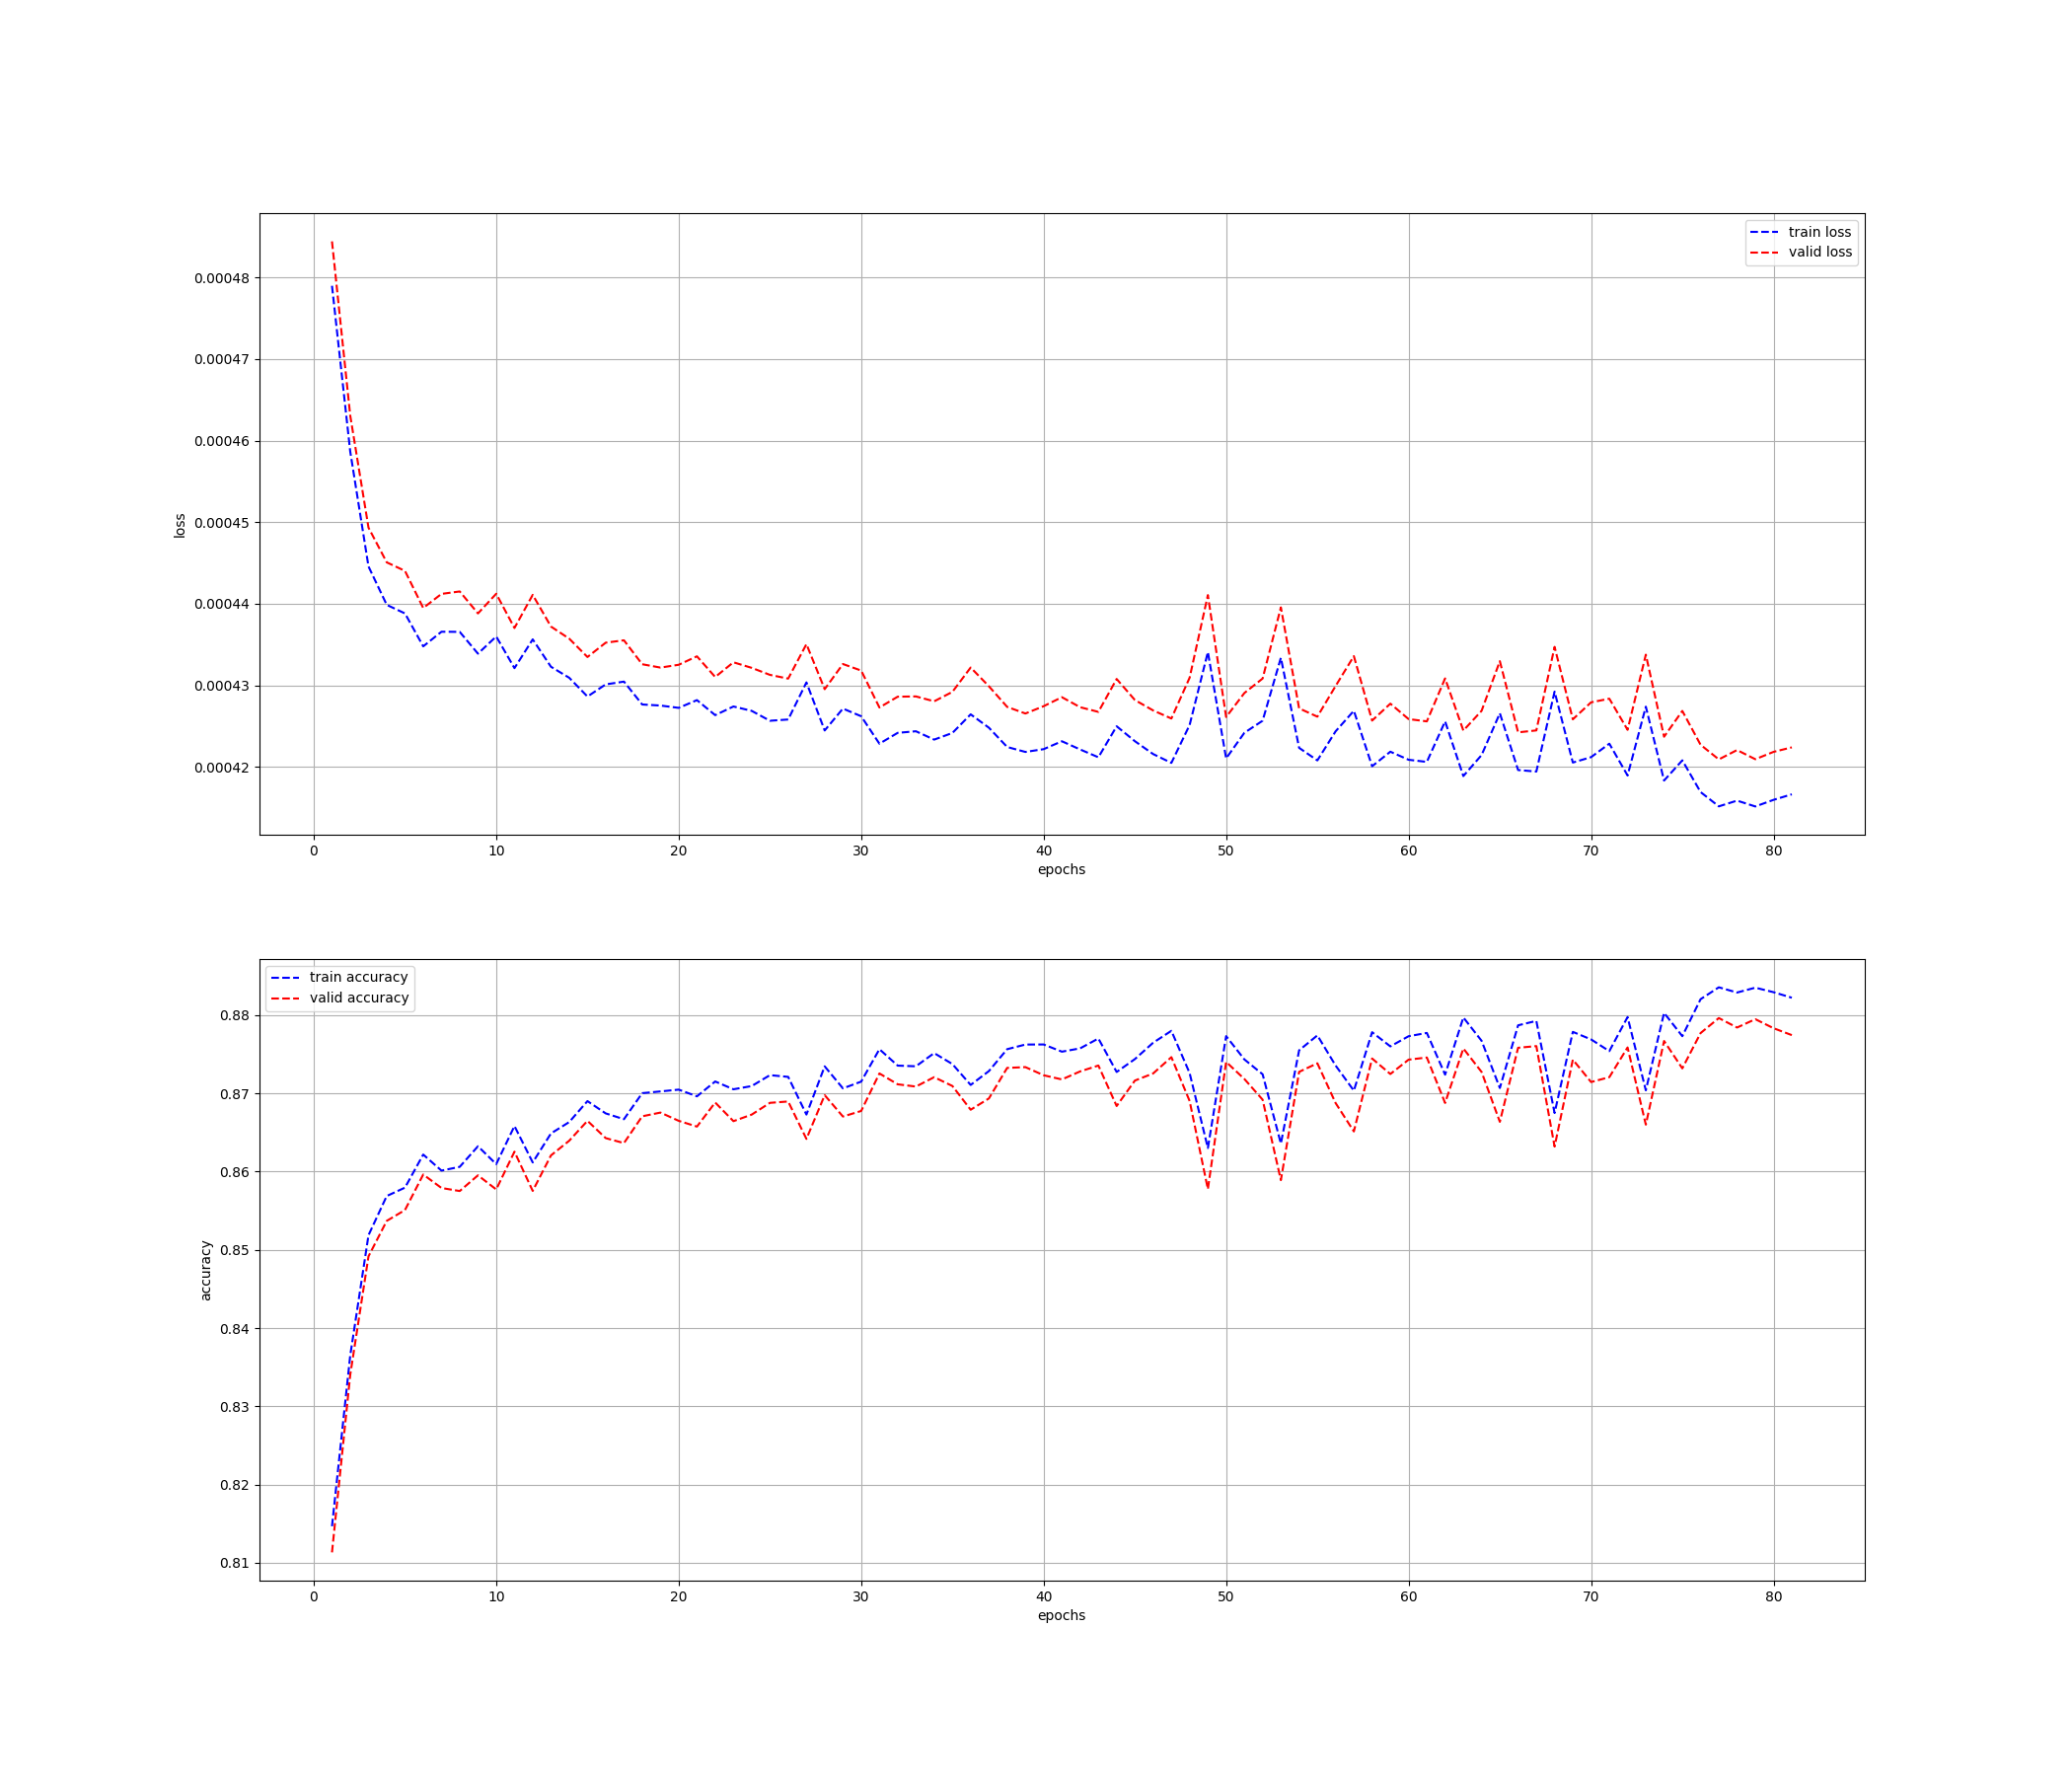 train loss
valid loss
0.00048
0.00047
0.00046
0.00045
0.00044
0.00043
0.00042
loss
0 10 20 30 40 50 60 70 80
epochs
train accuracy
valid accuracy
0.88
0.87
0.86
0.85
0.84
0.83
0.82
0.81
accuracy
0 10 20 30 40 50 60 70 80
epochs